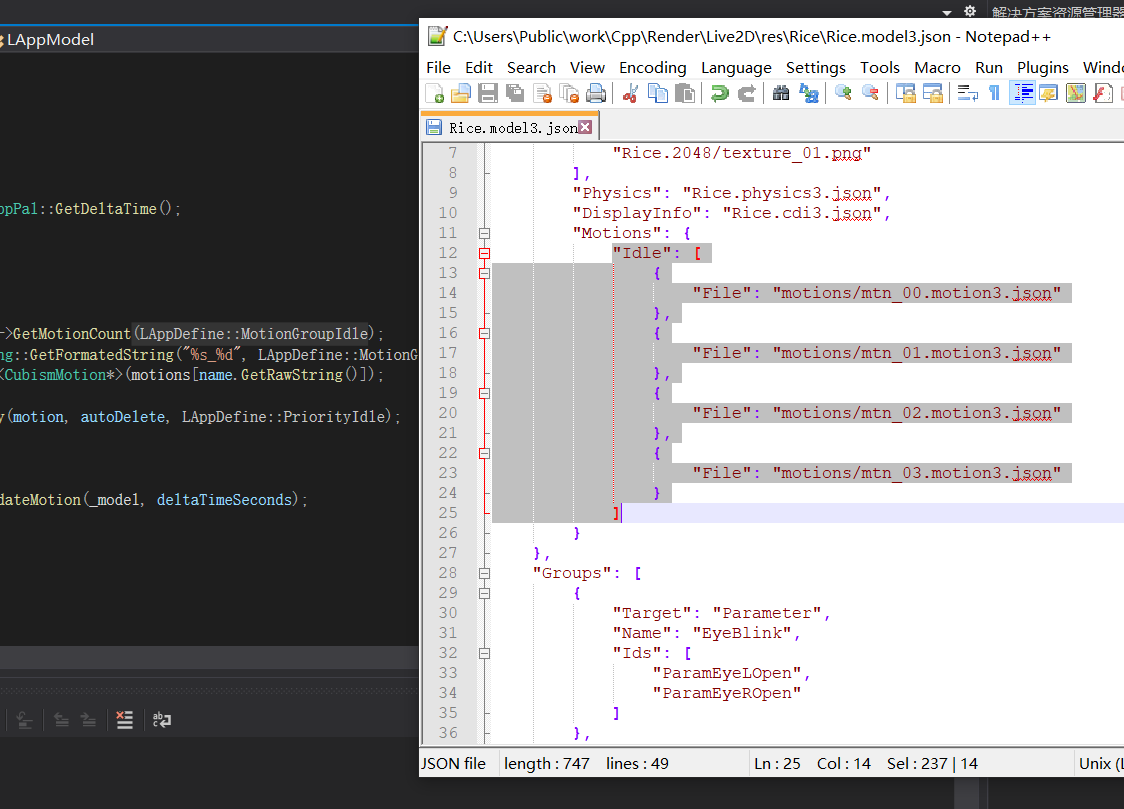 解决方案资源管理器
LAppModel
ppPal::GetDeltaTime();
->GetMotionCount(LAppDefine::MotionGroupIdle);
ng::GetFormatedString("%s_%d", LAppDefine::MotionG
<CubismMotion*>(motions[name.GetRawString()]);
y(motion, autoDelete, LAppDefine::PriorityIdle);
dateMotion(_model, deltaTimeSeconds);
C:\Users\Public\work\Cpp\Render\Live2D\res\Rice\Rice.model3.json - Notepad++
File Edit Search View Encoding Language Settings Tools Macro Run Plugins Windo
Rice.model3.json
7 "Rice.2048/texture_01.png"
8 ],
9 "Physics": "Rice.physics3.json",
10 "DisplayInfo": "Rice.cdi3.json",
11 "Motions": {
12 "Idle": [
13 {
14 "File": "motions/mtn_00.motion3.json"
15 },
16 {
17 "File": "motions/mtn_01.motion3.json"
18 },
19 {
20 "File": "motions/mtn_02.motion3.json"
21 },
22 {
23 "File": "motions/mtn_03.motion3.json"
24 }
25 ]
26 }
27 },
28 "Groups": [
29 {
30 "Target": "Parameter",
31 "Name": "EyeBlink",
32 "Ids": [
33 "ParamEyeLOpen",
34 "ParamEyeROpen"
35 ]
36 },
JSON file length : 747 lines : 49 Ln : 25 Col : 14 Sel : 237 | 14 Unix (L